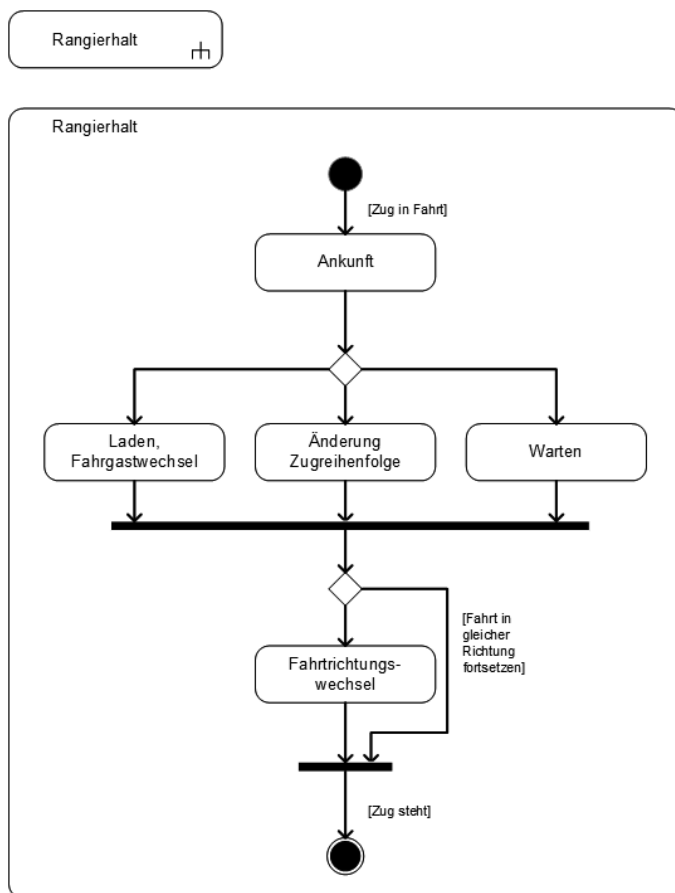 Rangierhalt
Rangierhalt
[Zug in Fahrt]
Ankunft
Laden,
Fahrgastwechsel
Änderung
Zugreihenfolge
Warten
[Fahrt in
gleicher
Richtung
fortsetzen]
Fahrtrichtungs-
wechsel
[Zug steht]